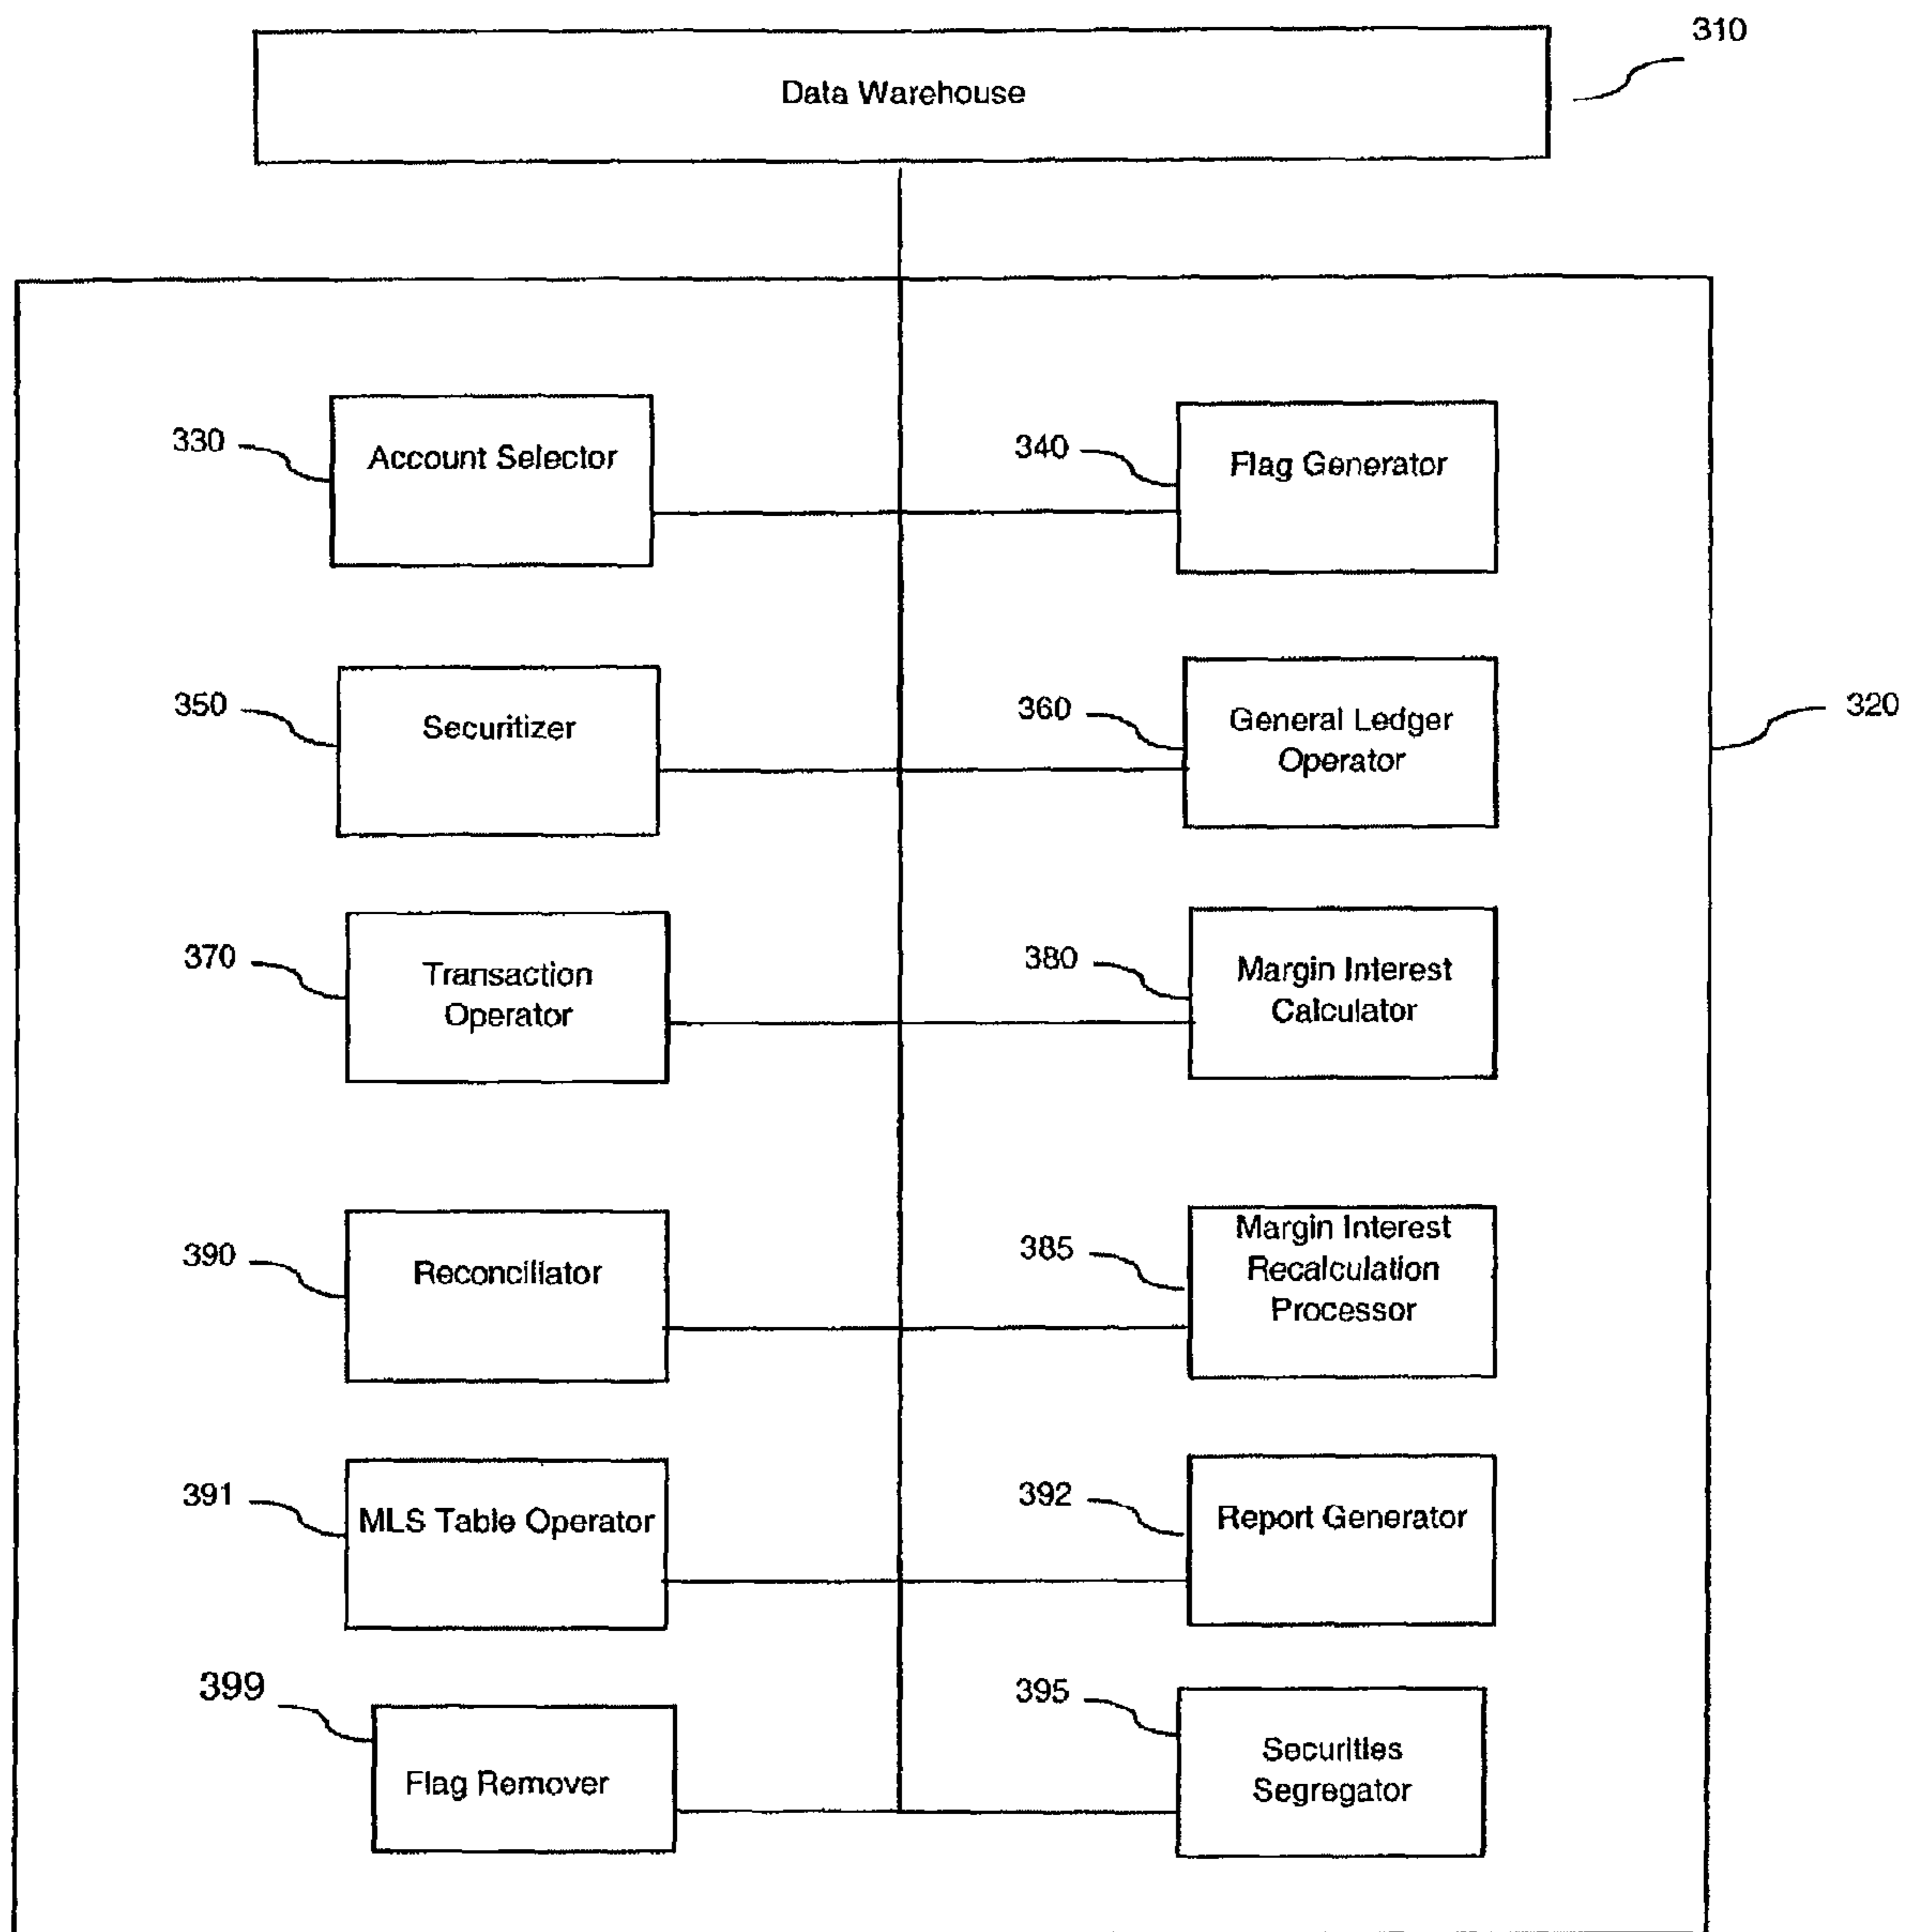 310
Data Warehouse
330
Account Selector
340
Flag Generator
350
Securitizer
360
General Ledger
Operator
320
370
Transaction
Operator
380
Margin Interest
Calculator
390
Reconciliator
385
Margin Interest
Recalculation
Processor
391
MLS Table Operator
392
Report Generator
399
Flag Remover
395
Securities
Segregator